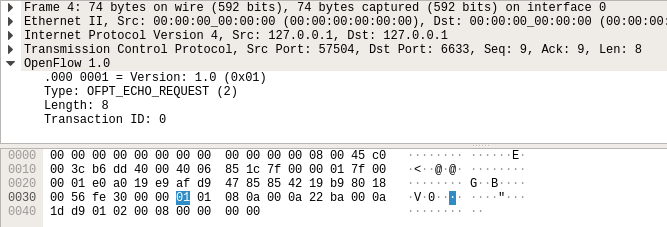 Frame 4: 74 bytes on wire (592 bits), 74 bytes captured (592 bits) on interface 0
Ethernet II, Src: 00:00:00_00:00:00 (00:00:00:00:00:00), Dst: 00:00:00_00:00:00 (00:00:00:
Internet Protocol Version 4, Src: 127.0.0.1, Dst: 127.0.0.1
Transmission Control Protocol, Src Port: 57504, Dst Port: 6633, Seq: 9, Ack: 9, Len: 8
OpenFlow 1.0
.000 0001 = Version: 1.0 (0x01)
Type: OFPT_ECHO_REQUEST (2)
Length: 8
Transaction ID: 0
0000 00 00 00 00 00 00 00 00 00 00 00 00 08 00 45 c0 ········ ······E·
0010 00 3c b6 dd 40 00 40 06 85 1c 7f 00 00 01 7f 00 ·<··@·@· ········
0020 00 01 e0 a0 19 e9 af d9 47 85 85 42 19 b9 80 18 ········ G··B····
0030 00 56 fe 30 00 00 01 01 08 0a 00 0a 22 ba 00 0a ·V·0···· ····"···
0040 1d d9 01 02 00 08 00 00 00 00 ········ ··